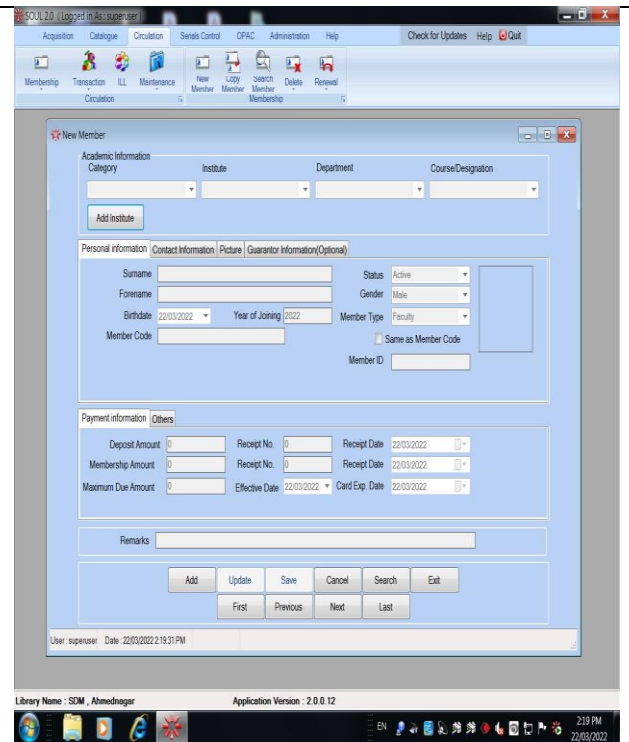 SOUL 2.0 ( Logged in As : superuser )
Acquisition Catalogue Circulation Serials Control OPAC Administration Help Check for Updates Help Quit
Membership Transaction ILL Maintenance New Member Copy Member Search Member Delete Renewal
Circulation Membership
New Member
Academic Information
Category Institute Department Course/Designation
Add Institute
Personal information Contact Information Picture Guarantor Information(Optional)
Surname Status Active
Forename Gender Male
Birthdate 22/03/2022 Year of Joining 2022 Member Type Faculty
Member Code Same as Member Code
Member ID
Payment information Others
Deposit Amount 0 Receipt No. 0 Receipt Date 22/03/2022
Membership Amount 0 Receipt No. 0 Receipt Date 22/03/2022
Maximum Due Amount 0 Effective Date 22/03/2022 Card Exp. Date 22/03/2022
Remarks
Add Update Save Cancel Search Exit
First Previous Next Last
User : superuser Date : 22/03/2022 2:19:31 PM
Library Name : SDM , Ahmednagar Application Version : 2.0.0.12
EN 2:19 PM
22/03/2022